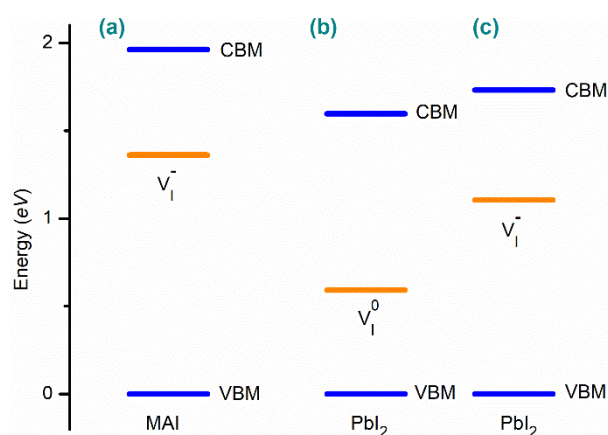 (a) (b) (c)
2
CBM
CBM
CBM
V_I^-
V_I^-
1
V_I^0
Energy (eV)
0
VBM
VBM
VBM
MAI PbI₂ PbI₂